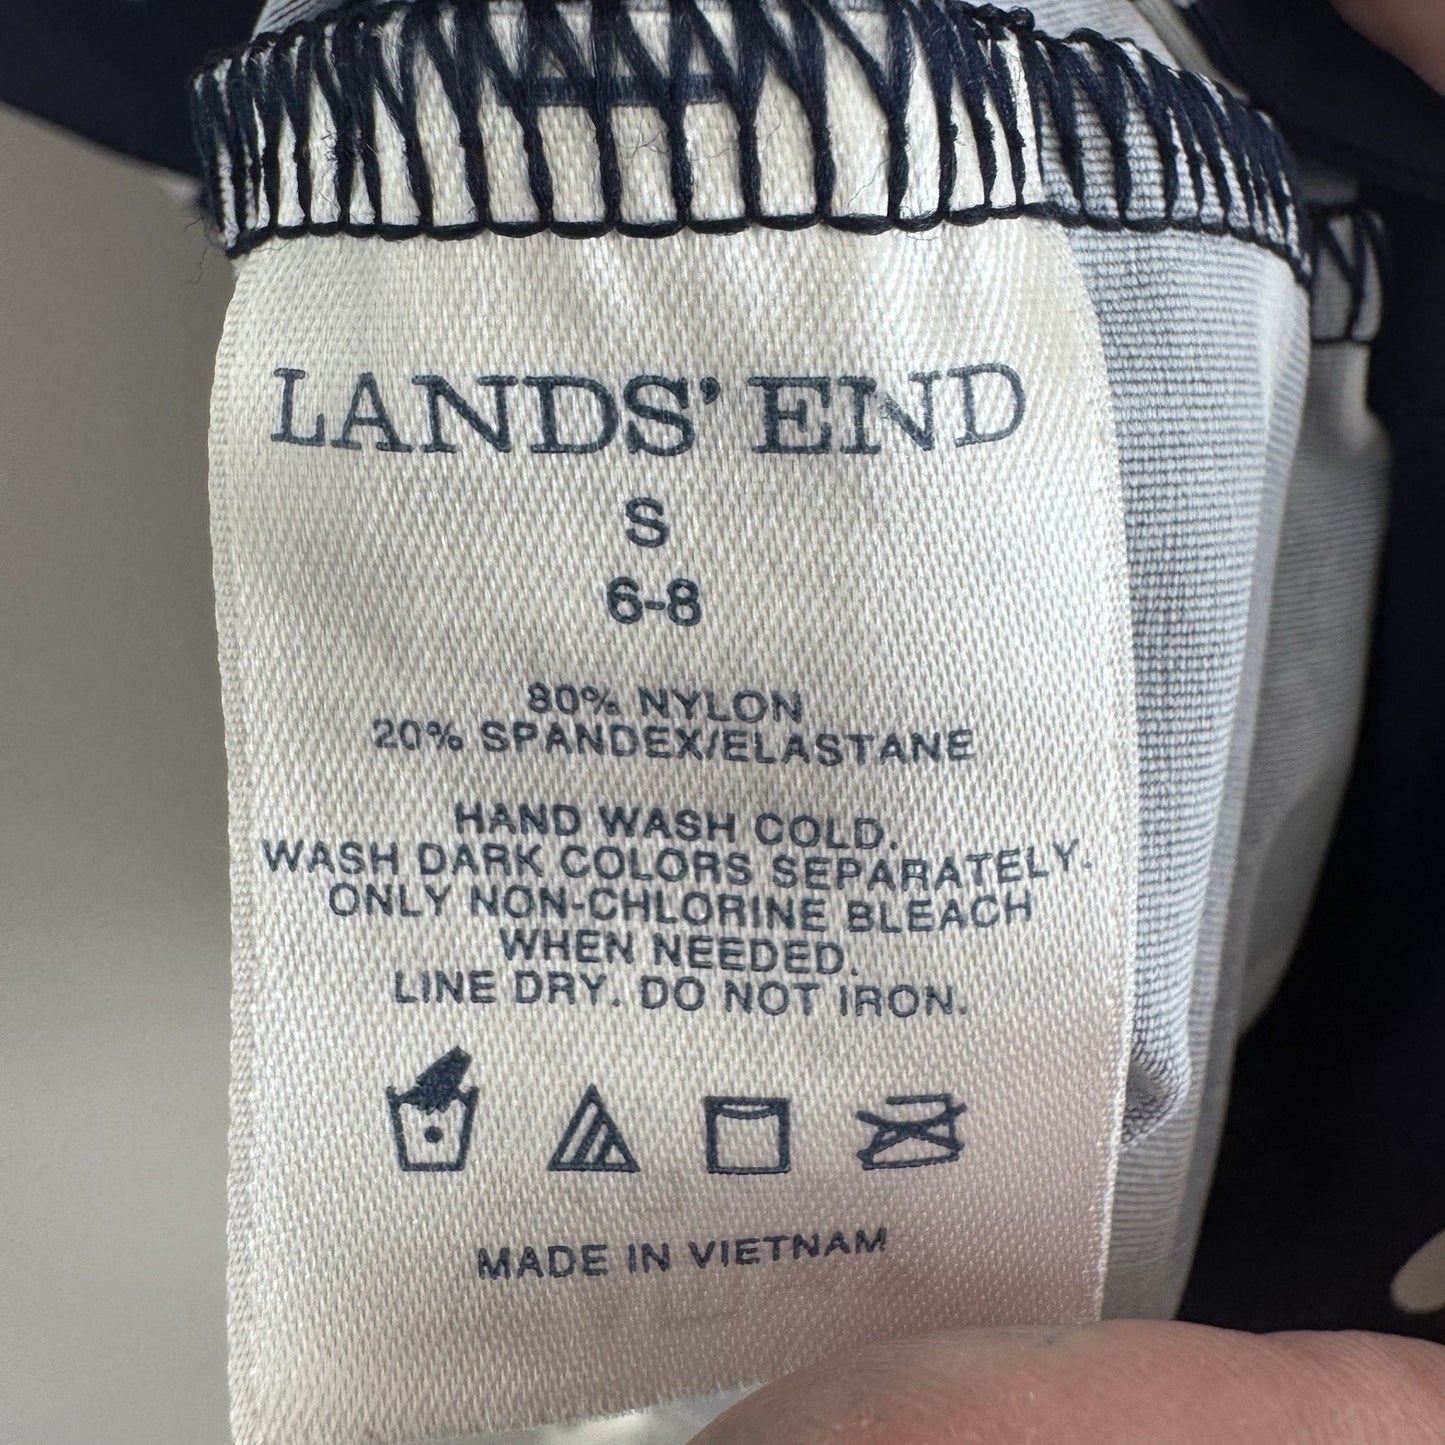 LANDS' END
S
6-8
80% NYLON
20% SPANDEX/ELASTANE
HAND WASH COLD.
WASH DARK COLORS SEPARATELY.
ONLY NON-CHLORINE BLEACH
WHEN NEEDED.
LINE DRY. DO NOT IRON.
MADE IN VIETNAM